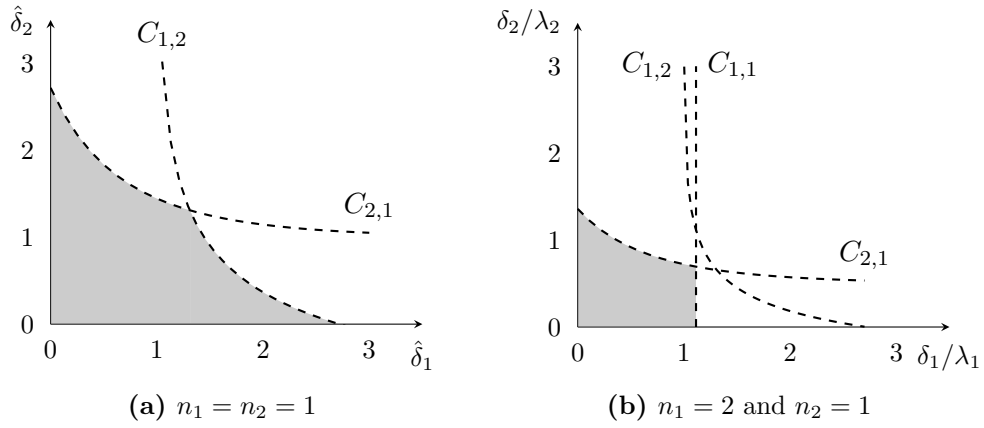 δ̂₂
3
2
1
0
0 1 2 3
δ̂₁
C₁,₂
C₂,₁
(a) n₁ = n₂ = 1
δ₂/λ₂
3
2
1
0
0 1 2 3
δ₁/λ₁
C₁,₂ C₁,₁
C₂,₁
(b) n₁ = 2 and n₂ = 1